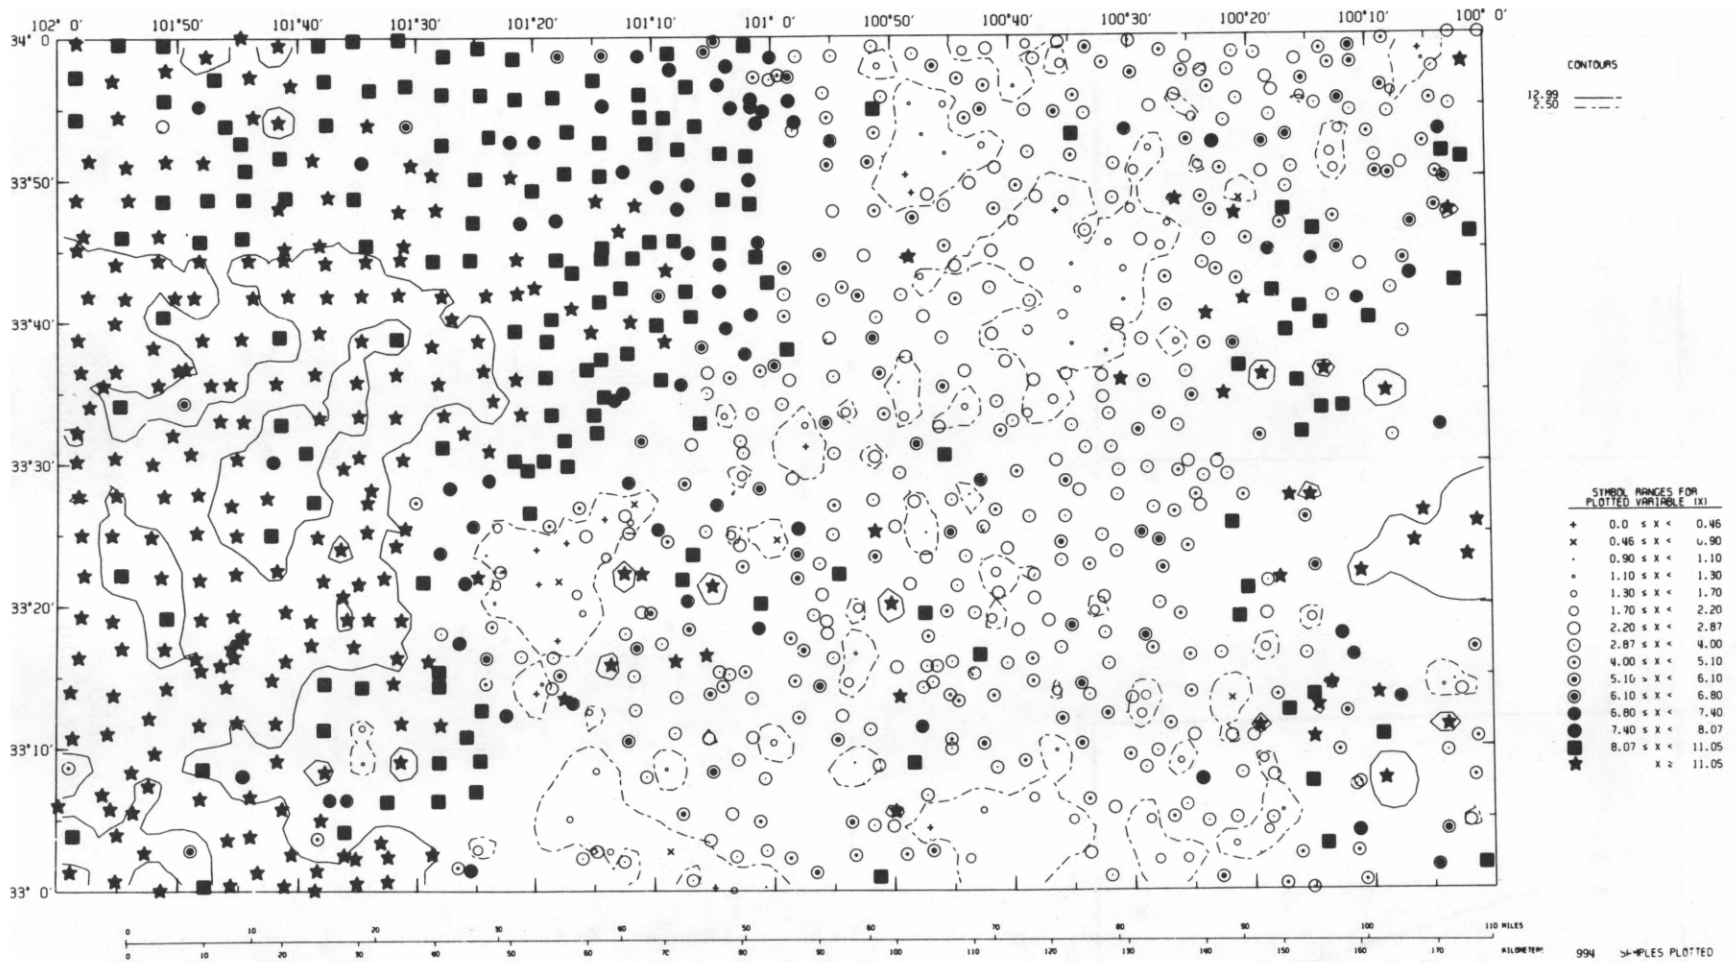 102° 0' 101°50' 101°40' 101°30' 101°20' 101°10' 101° 0' 100°50' 100°40' 100°30' 100°20' 100°10' 100° 0'
34° 0'
33°50'
33°40'
33°30'
33°20'
33°10'
33° 0'
CONTOURS
12.99
2.50
SYMBOL RANGES FOR
PLOTTED VARIABLE (X)
+ 0.0 ≤ X < 0.46
× 0.46 ≤ X < 0.90
0.90 ≤ X < 1.10
1.10 ≤ X < 1.30
1.30 ≤ X < 1.70
1.70 ≤ X < 2.20
2.20 ≤ X < 2.87
2.87 ≤ X < 4.00
4.00 ≤ X < 5.10
5.10 ≤ X < 6.10
6.10 ≤ X < 6.80
6.80 ≤ X < 7.40
7.40 ≤ X < 8.07
8.07 ≤ X < 11.05
X ≥ 11.05
0 10 20 30 40 50 60 70 80 90 100 110 MILES
0 10 20 30 40 50 60 70 80 90 100 110 120 130 140 150 160 170 KILOMETERS
994 SAMPLES PLOTTED